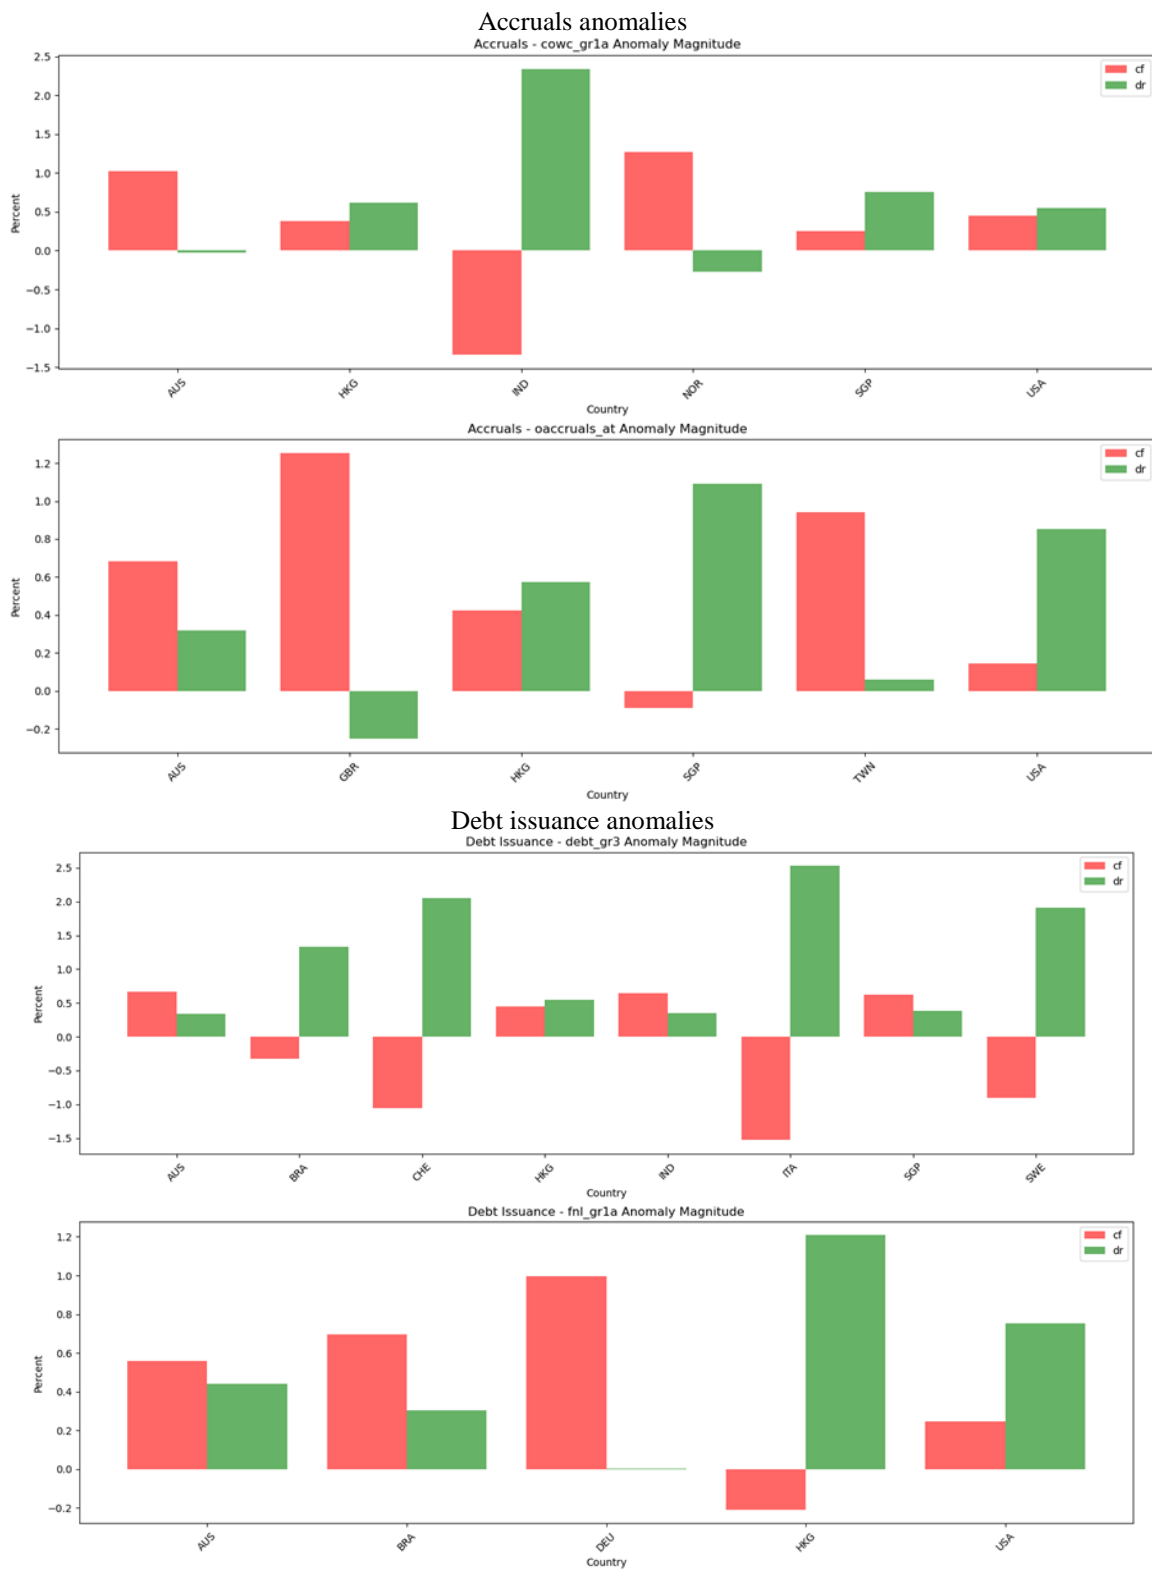 Accruals anomalies
Accruals - cowc_gr1a Anomaly Magnitude
cf
dr
2.5
2.0
1.5
1.0
0.5
0.0
−0.5
−1.0
−1.5
Percent
AUS HKG IND NOR SGP USA
Country
Accruals - oaccruals_at Anomaly Magnitude
cf
dr
1.2
1.0
0.8
0.6
0.4
0.2
0.0
−0.2
Percent
AUS GBR HKG SGP TWN USA
Country
Debt issuance anomalies
Debt Issuance - debt_gr3 Anomaly Magnitude
cf
dr
2.5
2.0
1.5
1.0
0.5
0.0
−0.5
−1.0
−1.5
Percent
AUS BRA CHE HKG IND ITA SGP SWE
Country
Debt Issuance - fnl_gr1a Anomaly Magnitude
cf
dr
1.2
1.0
0.8
0.6
0.4
0.2
0.0
−0.2
Percent
AUS BRA DEU HKG USA
Country